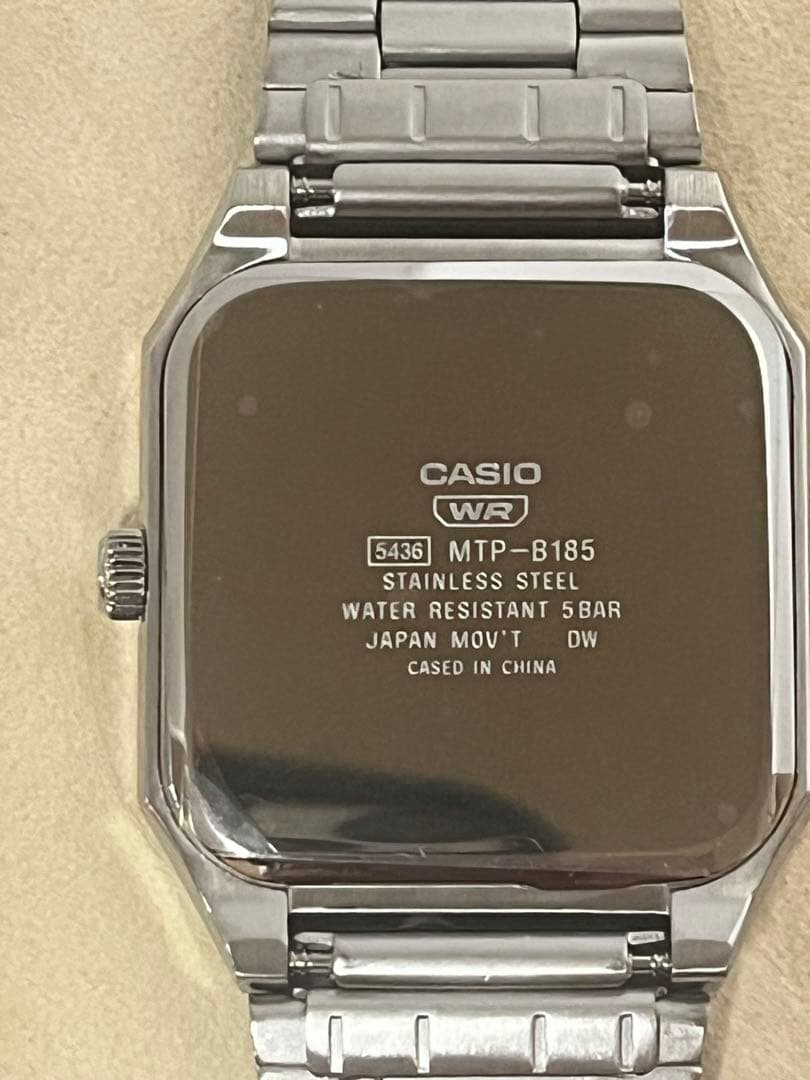 CASIO
WR
5436 MTP-B185
STAINLESS STEEL
WATER RESISTANT 5BAR
JAPAN MOV'T DW
CASED IN CHINA